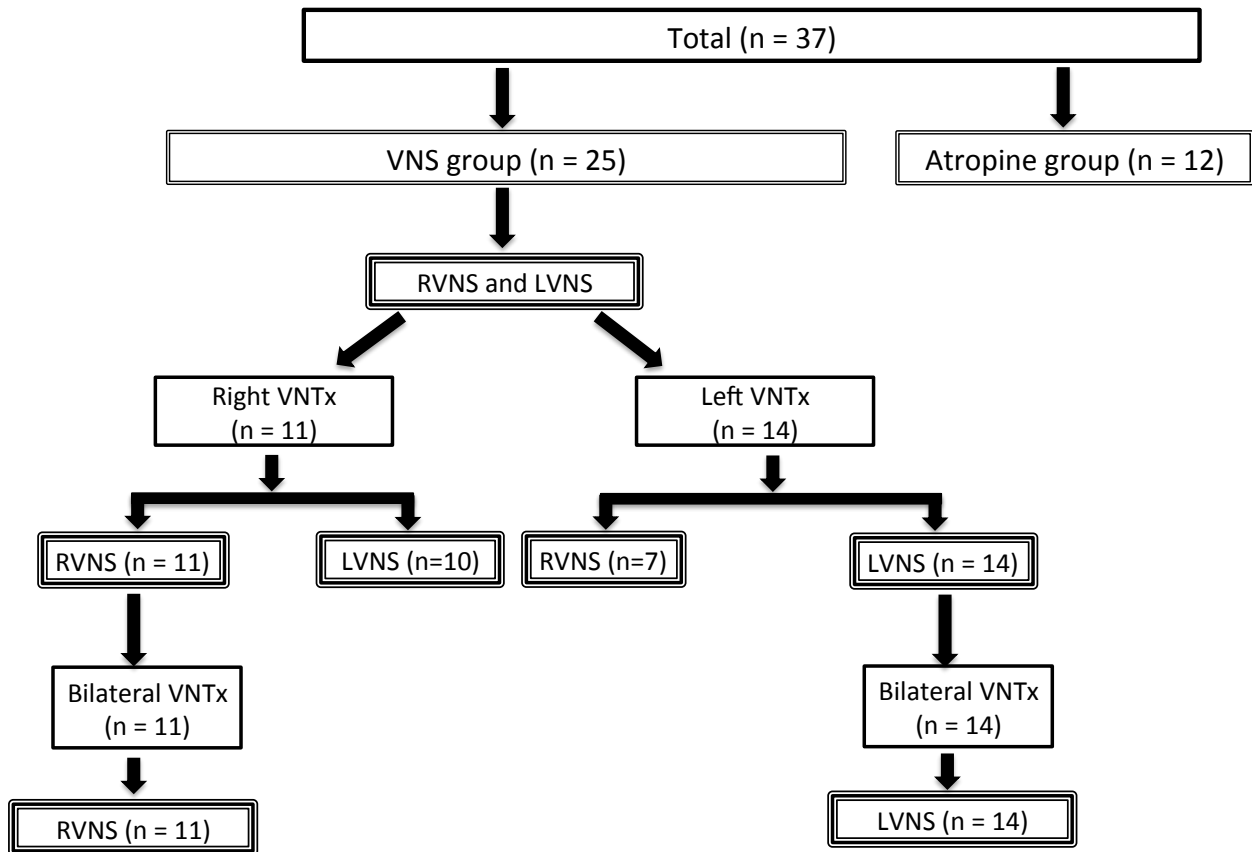 Total (n = 37)
VNS group (n = 25)
Atropine group (n = 12)
RVNS and LVNS
Right VNTx
(n = 11)
Left VNTx
(n = 14)
RVNS (n = 11)
LVNS (n=10)
RVNS (n=7)
LVNS (n = 14)
Bilateral VNTx
(n = 11)
Bilateral VNTx
(n = 14)
RVNS (n = 11)
LVNS (n = 14)